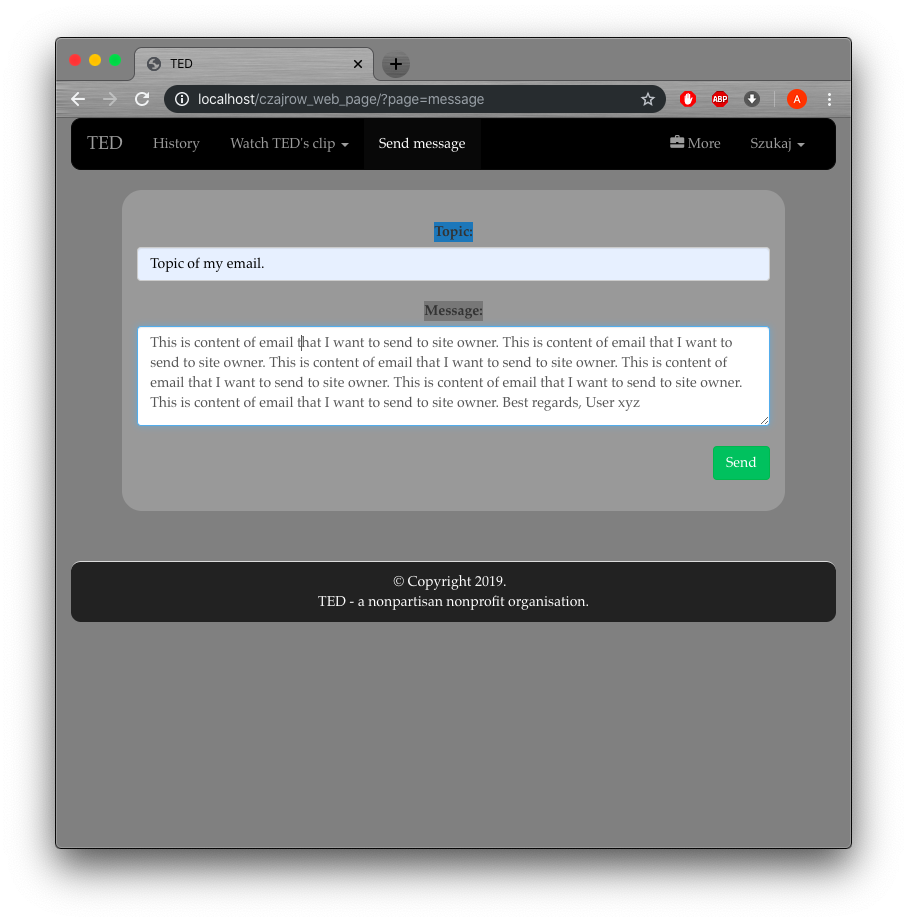 TED
localhost/czajrow_web_page/?page=message
ABP
A
TED History Watch TED's clip Send message More Szukaj
Topic:
Topic of my email.
Message:
This is content of email that I want to send to site owner. This is content of email that I want to
send to site owner. This is content of email that I want to send to site owner. This is content of
email that I want to send to site owner. This is content of email that I want to send to site owner.
This is content of email that I want to send to site owner. Best regards, User xyz
Send
© Copyright 2019.
TED - a nonpartisan nonprofit organisation.